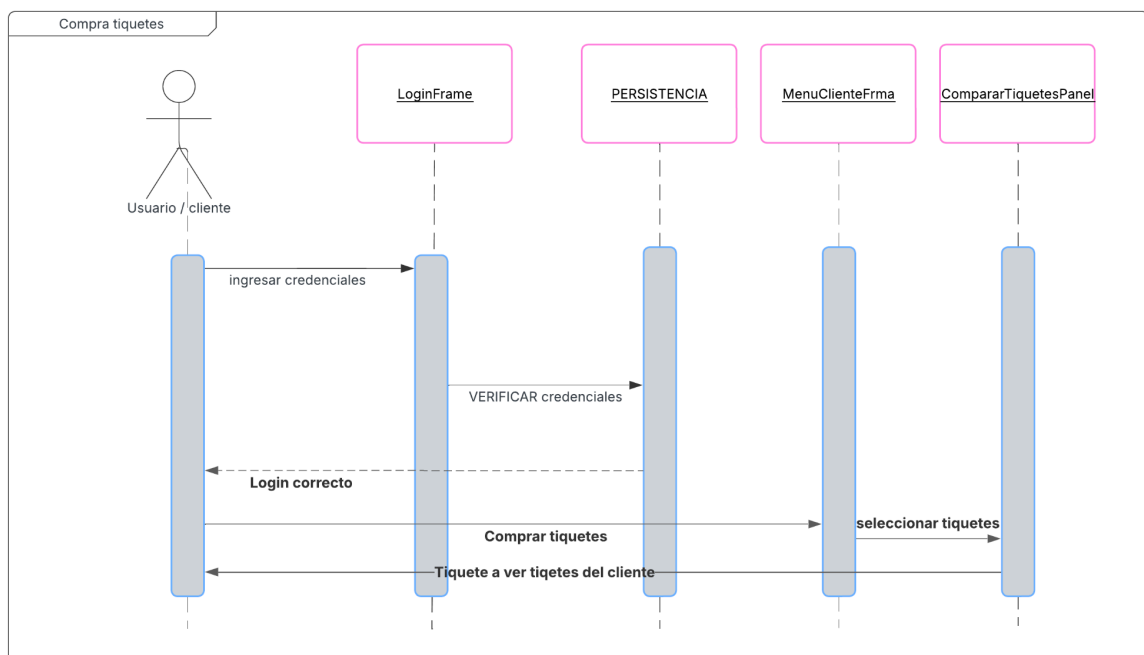 Compra tiquetes
LoginFrame
PERSISTENCIA
MenuClienteFrma
CompararTiquetesPanel
Usuario / cliente
ingresar credenciales
VERIFICAR credenciales
Login correcto
seleccionar tiquetes
Comprar tiquetes
Tiquete a ver tiqetes del cliente